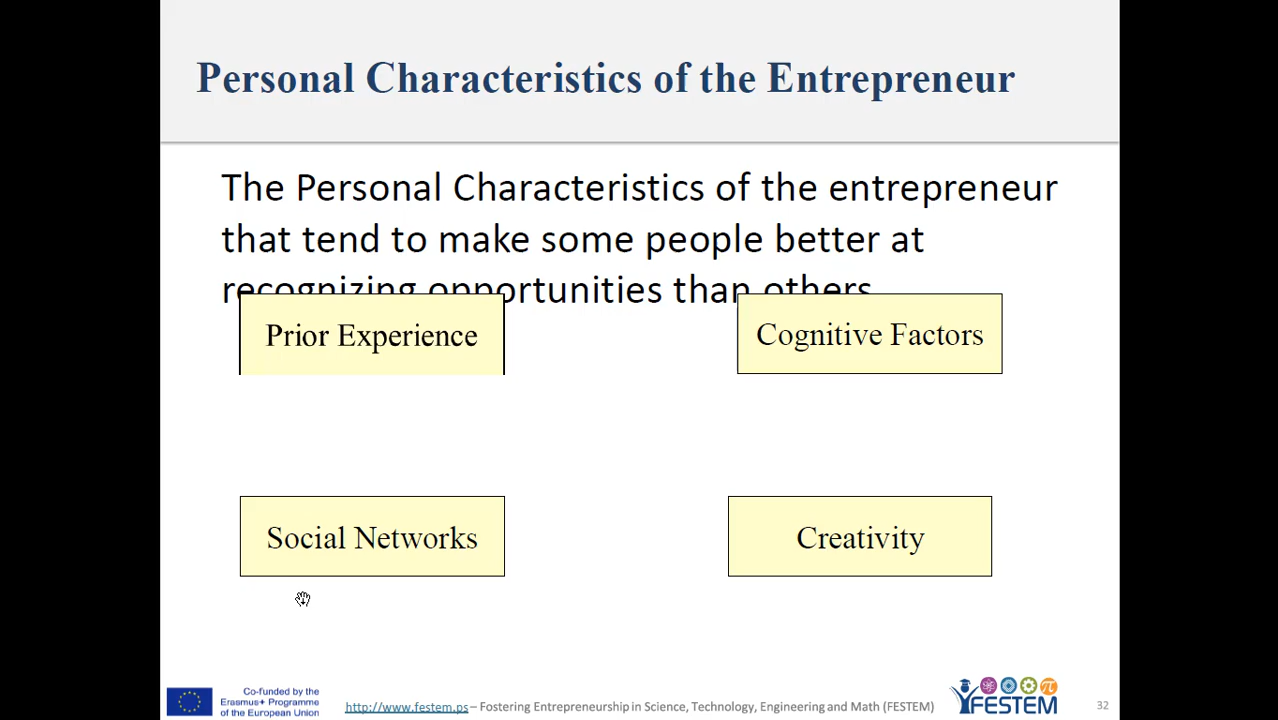 Personal Characteristics of the Entrepreneur
The Personal Characteristics of the entrepreneur
that tend to make some people better at
recognizing opportunities than others
Prior Experience
Cognitive Factors
Social Networks
Creativity
Co-funded by the
Erasmus+ Programme
of the European Union
http://www.festem.ps – Fostering Entrepreneurship in Science, Technology, Engineering and Math (FESTEM)
FESTEM
32